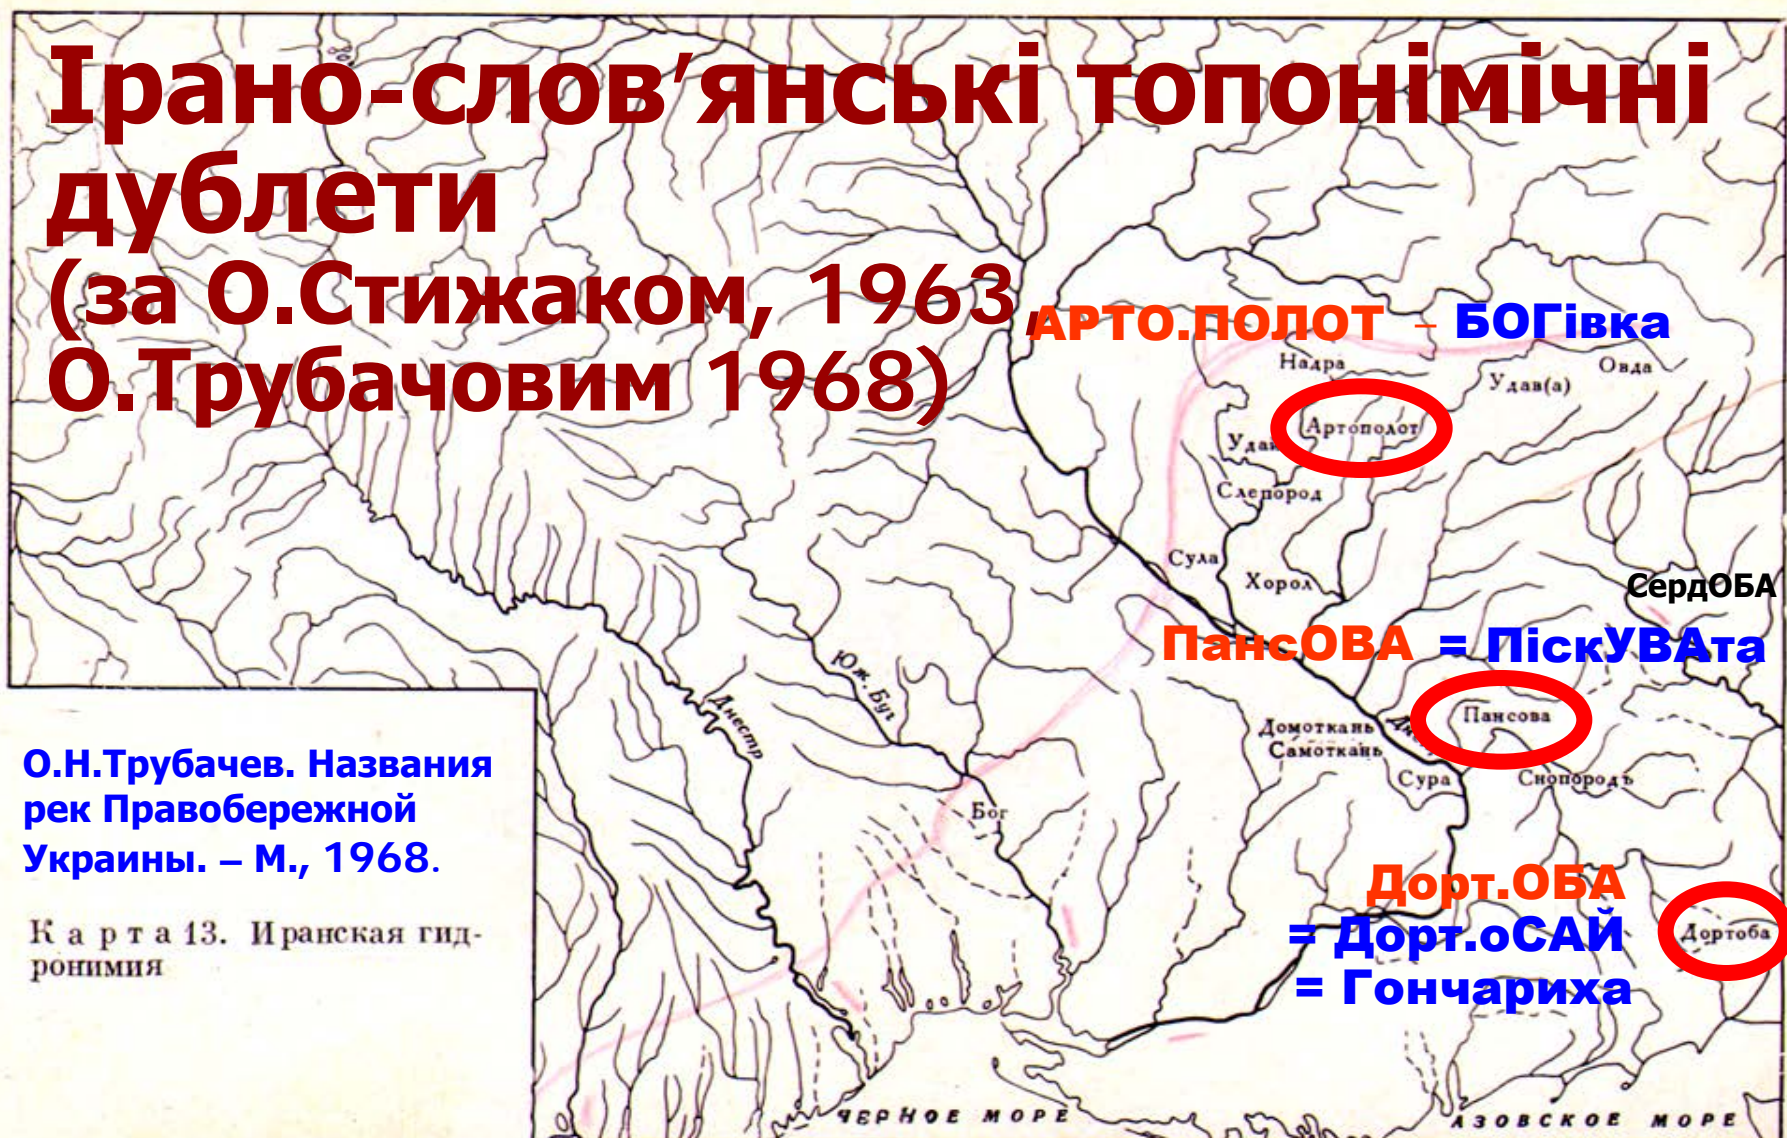 Ірано-слов’янські топонімічні
дублети
(за О.Стижаком, 1963,
О.Трубачовим 1968)
АРТО.ПОЛОТ – БОГівка
Надра
Овда
Удав(а)
Артополот
Удай
Слепород
Сула
Хорол
СердОБА
ПансОВА = ПіскУВАта
Юж. Буг
Днестр
Пансова
Домоткань
Самоткань
Сура
Снопородъ
Бог
О.Н.Трубачев. Названия
рек Правобережной
Украины. – М., 1968.
Дорт.ОБА
= Дорт.оСАЙ
= Гончариха
Дортоба
Карта 13. Иранская гид-
ронимия
ЧЕРНОЕ МОРЕ
АЗОВСКОЕ МОРЕ